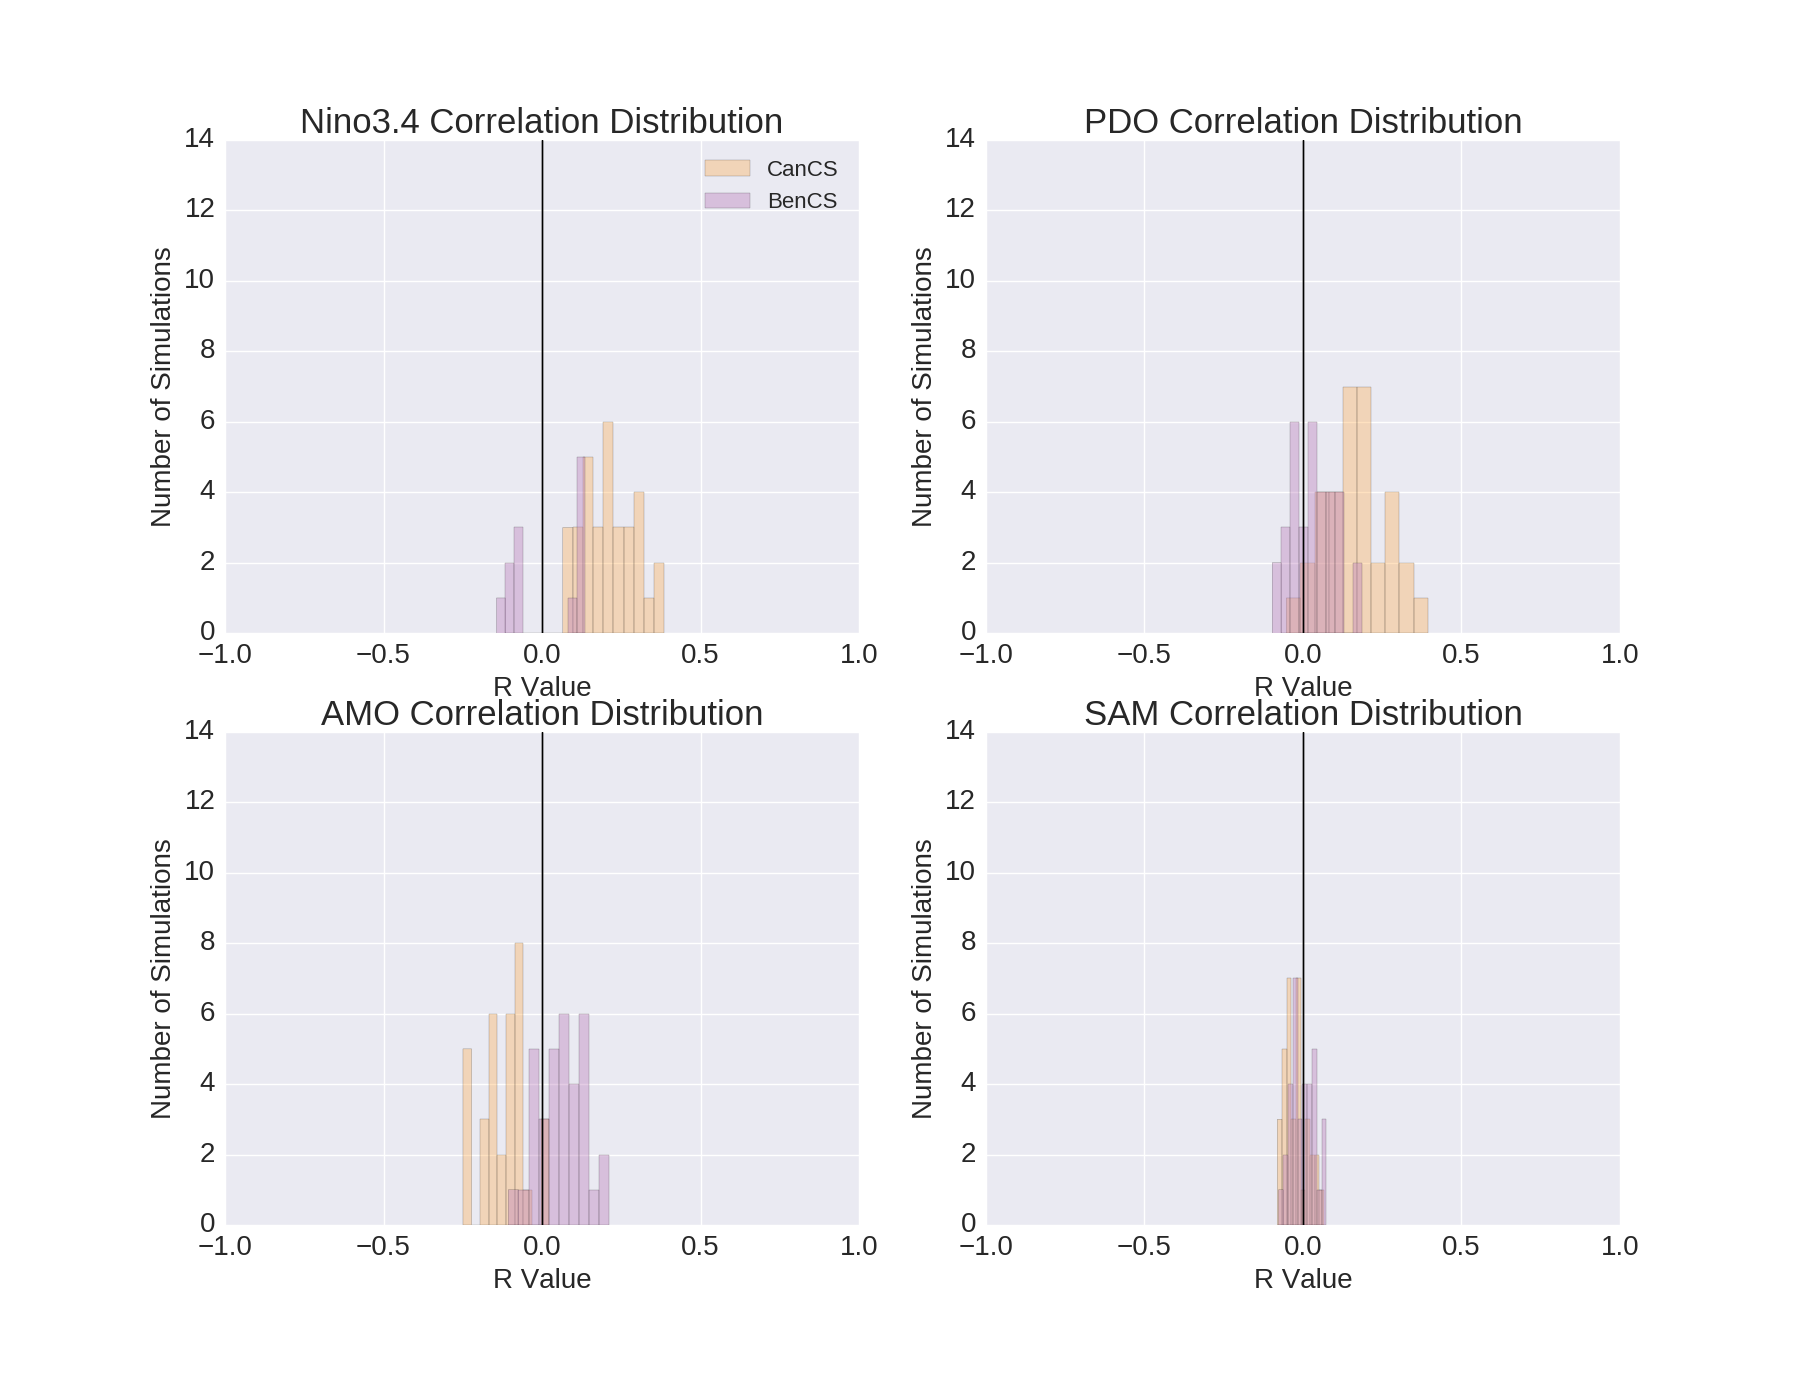 Nino3.4 Correlation Distribution
14
12
10
8
6
4
2
0
Number of Simulations
CanCS
BenCS
−1.0 −0.5 0.0 0.5 1.0
R Value
PDO Correlation Distribution
14
12
10
8
6
4
2
0
Number of Simulations
−1.0 −0.5 0.0 0.5 1.0
R Value
AMO Correlation Distribution
14
12
10
8
6
4
2
0
Number of Simulations
−1.0 −0.5 0.0 0.5 1.0
R Value
SAM Correlation Distribution
14
12
10
8
6
4
2
0
Number of Simulations
−1.0 −0.5 0.0 0.5 1.0
R Value